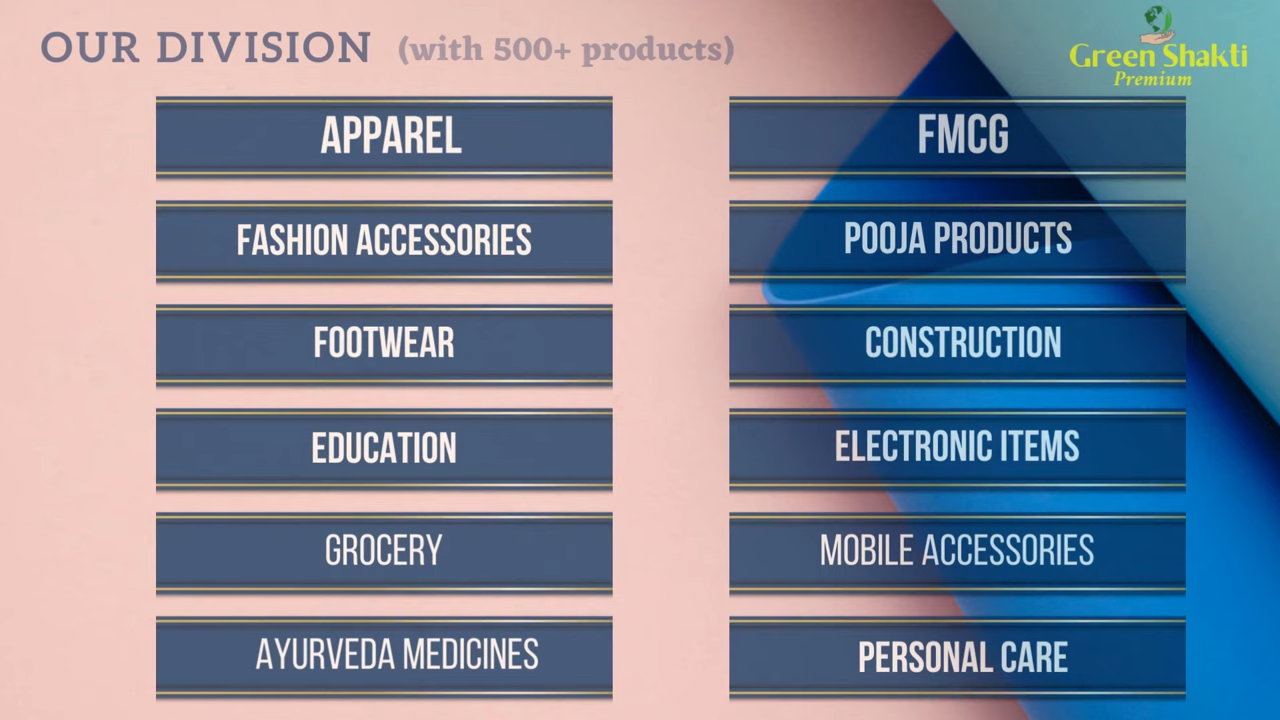 OUR DIVISION (with 500+ products)
Green Shakti
Premium
APPAREL
FASHION ACCESSORIES
FOOTWEAR
EDUCATION
GROCERY
AYURVEDA MEDICINES
FMCG
POOJA PRODUCTS
CONSTRUCTION
ELECTRONIC ITEMS
MOBILE ACCESSORIES
PERSONAL CARE